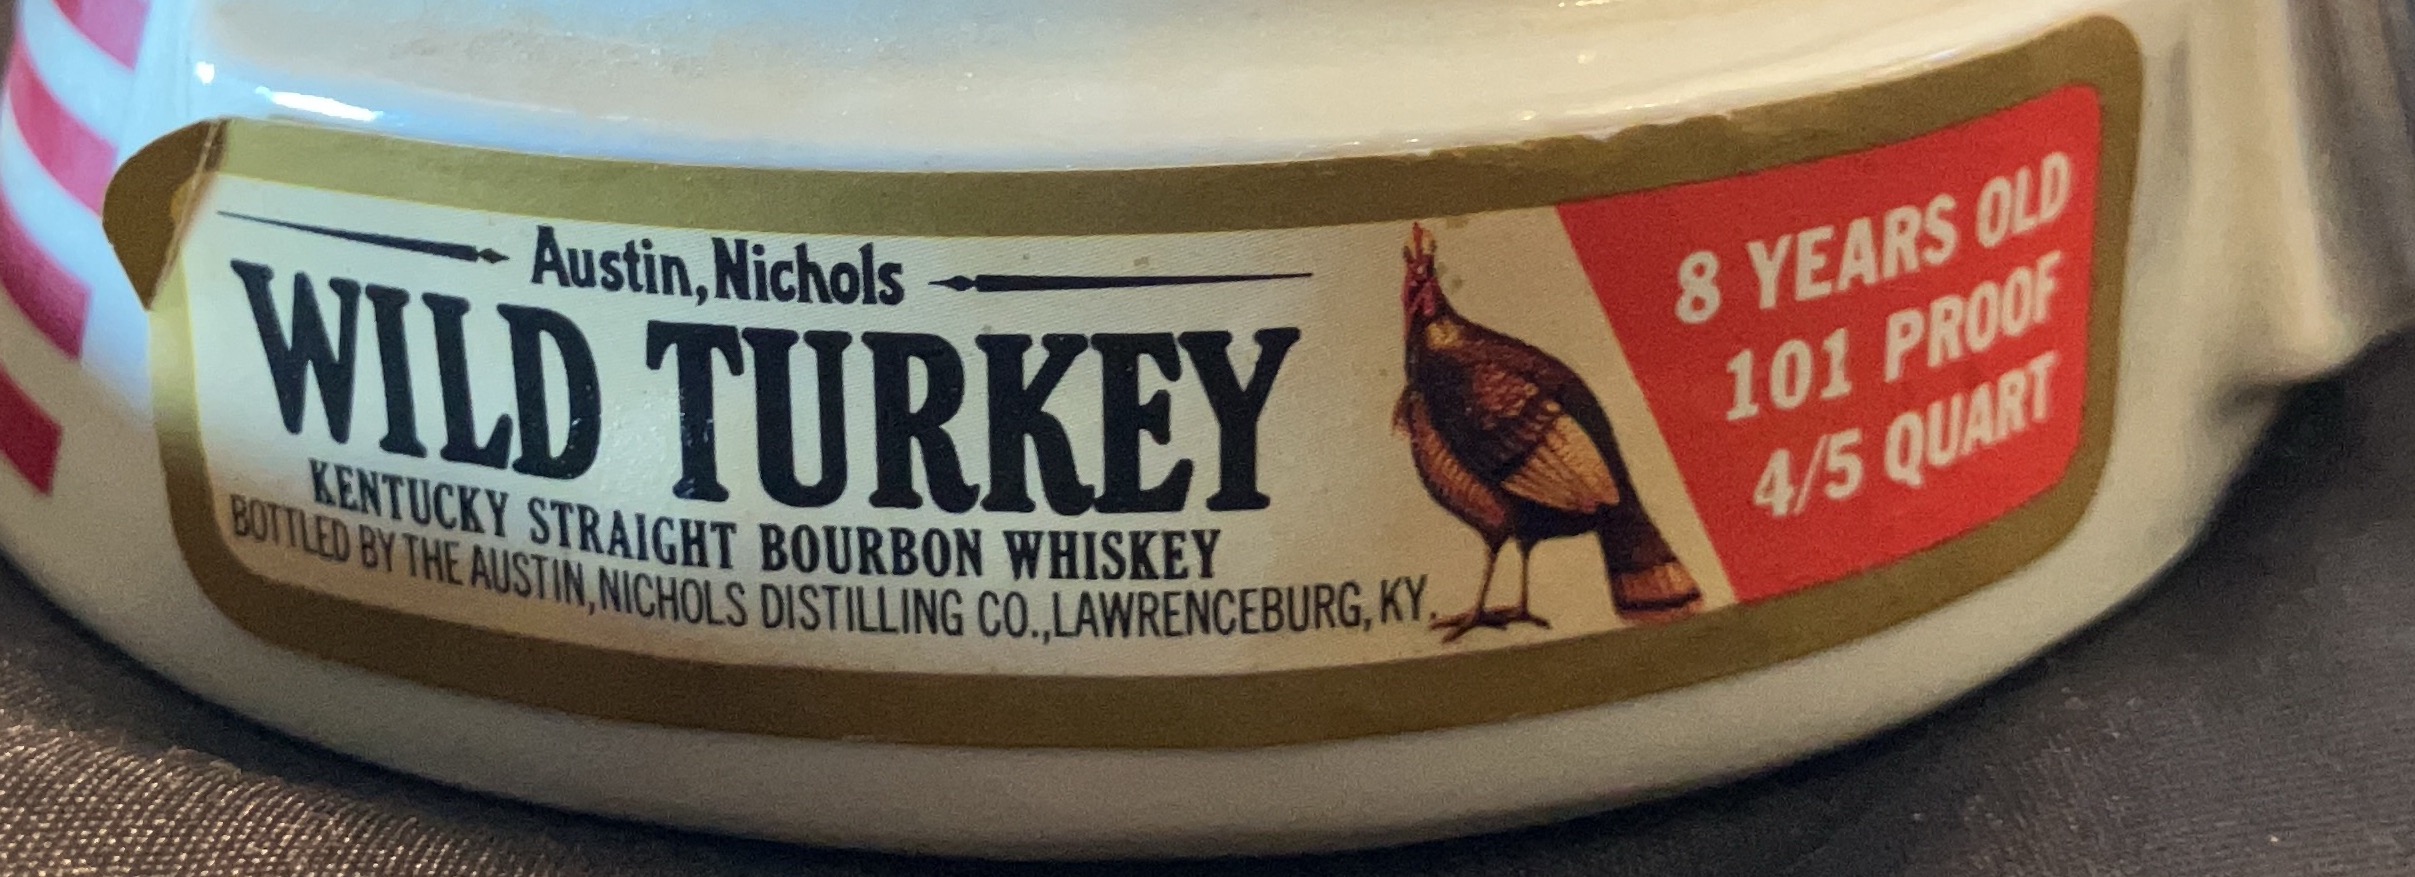 Austin, Nichols
WILD TURKEY
KENTUCKY STRAIGHT BOURBON WHISKEY
BOTTLED BY THE AUSTIN, NICHOLS DISTILLING CO., LAWRENCEBURG, KY.
8 YEARS OLD
101 PROOF
4/5 QUART